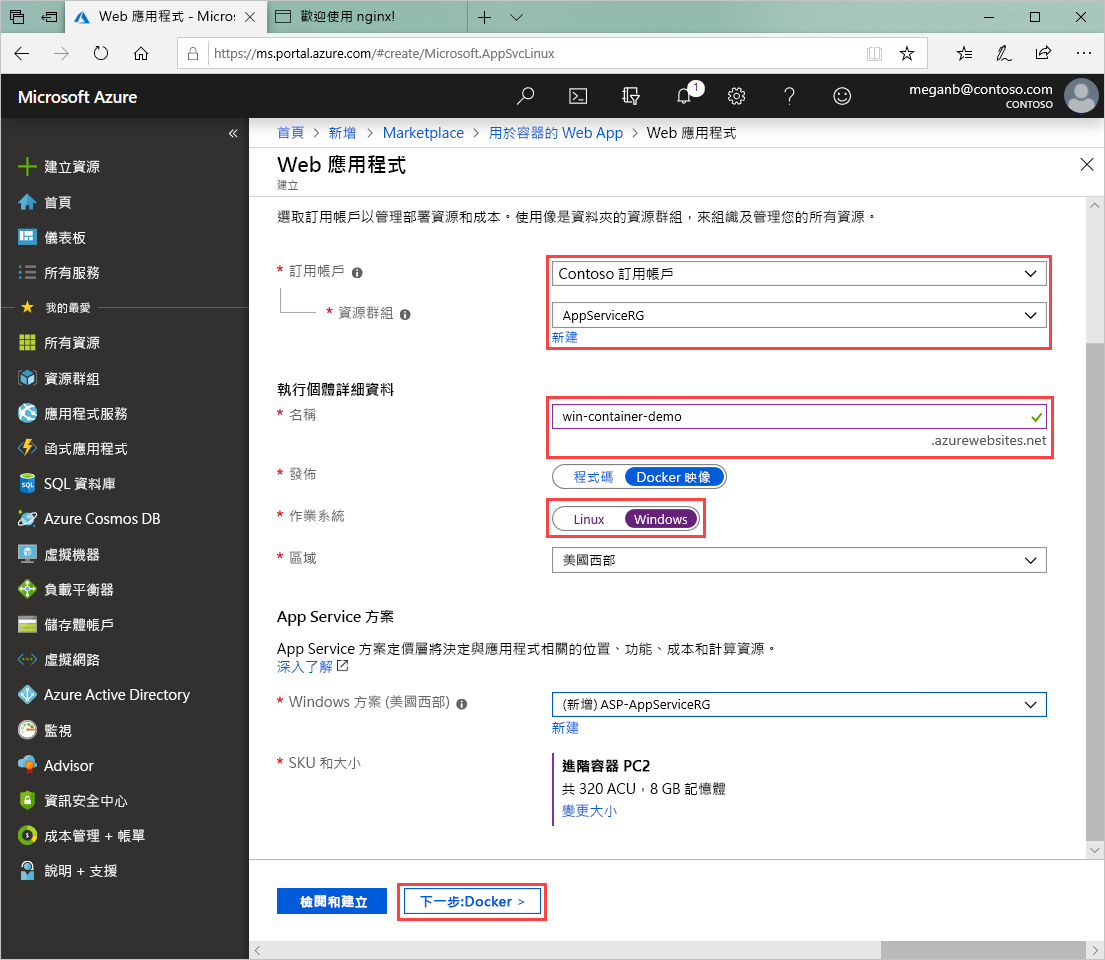 Web 應用程式 - Micros
歡迎使用 nginx!
https://ms.portal.azure.com/#create/Microsoft.AppSvcLinux
Microsoft Azure
1
meganb@contoso.com
CONTOSO
建立資源
首頁
儀表板
所有服務
我的最愛
所有資源
資源群組
應用程式服務
函式應用程式
SQL 資料庫
Azure Cosmos DB
虛擬機器
負載平衡器
儲存體帳戶
虛擬網路
Azure Active Directory
監視
Advisor
資訊安全中心
成本管理 + 帳單
說明 + 支援
首頁 > 新增 > Marketplace > 用於容器的 Web App > Web 應用程式
Web 應用程式
建立
選取訂用帳戶以管理部署資源和成本。使用像是資料夾的資源群組，來組織及管理您的所有資源。
* 訂用帳戶
Contoso 訂用帳戶
* 資源群組
AppServiceRG
新建
執行個體詳細資料
* 名稱
win-container-demo
.azurewebsites.net
* 發佈
程式碼 Docker 映像
* 作業系統
Linux Windows
* 區域
美國西部
App Service 方案
App Service 方案定價層將決定與應用程式相關的位置、功能、成本和計算資源。
深入了解
* Windows 方案 (美國西部)
(新增) ASP-AppServiceRG
新建
* SKU 和大小
進階容器 PC2
共 320 ACU，8 GB 記憶體
變更大小
檢閱和建立
下一步:Docker >